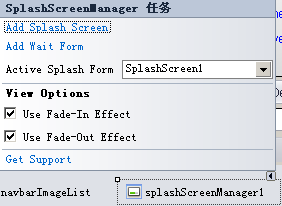 SplashScreenManager 任务
Add Splash Screen
Add Wait Form
Active Splash Form SplashScreen1
View Options
Use Fade-In Effect
Use Fade-Out Effect
Get Support
navbarImageList splashScreenManager1